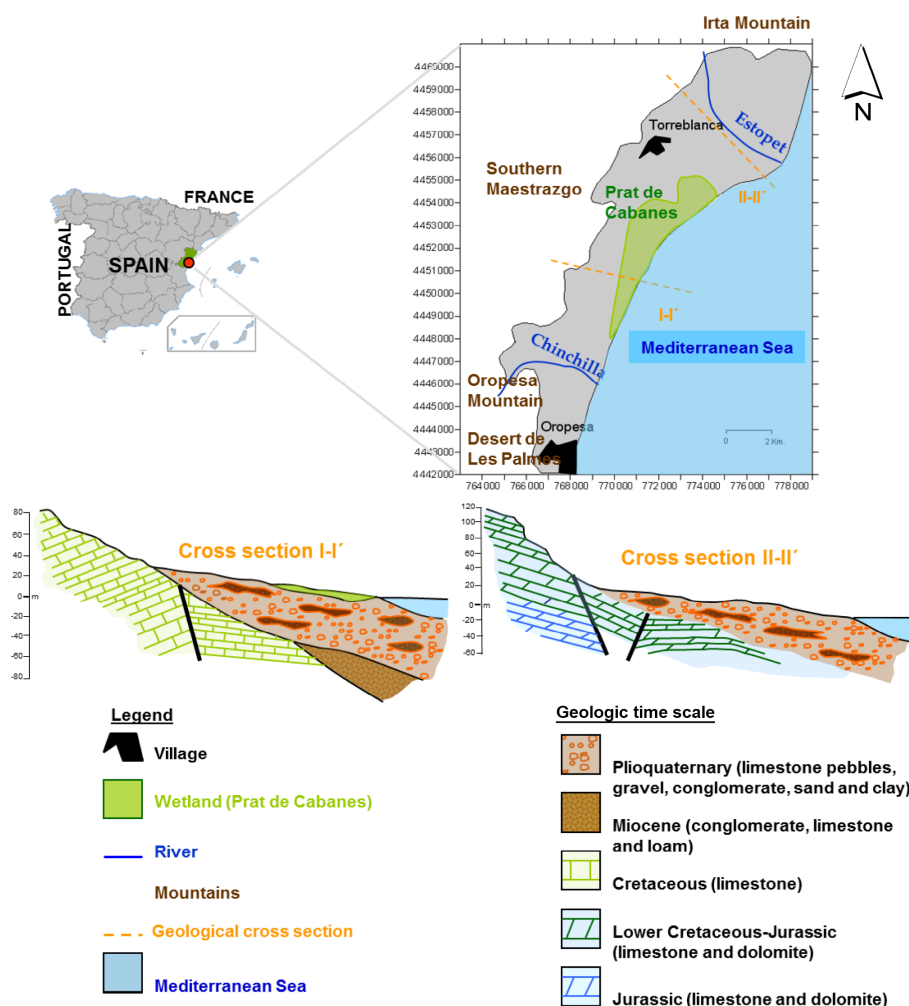 Irta Mountain
4460000
4459000
4457000
4456000
4455000
4454000
4452000
4451000
4450000
4448000
4447000
4446000
4445000
4443000
4442000
764000 766000 768000 770000 772000 774000 776000 778000
N
Torreblanca
Estopet
Southern
Maestrazgo
Prat de
Cabanes
II-II´
I-I´
Mediterranean Sea
Chinchilla
Oropesa
Mountain
Oropesa
Desert de
Les Palmes
0 2 Km.
FRANCE
PORTUGAL
SPAIN
Cross section I-I´
80
60
40
20
0 m
-20
-40
-60
-80
Cross section II-II´
120
100
80
40
20
0 m
-20
-40
-60
Legend
Village
Wetland (Prat de Cabanes)
River
Mountains
Geological cross section
Mediterranean Sea
Geologic time scale
Plioquaternary (limestone pebbles,
gravel, conglomerate, sand and clay)
Miocene (conglomerate, limestone
and loam)
Cretaceous (limestone)
Lower Cretaceous-Jurassic
(limestone and dolomite)
Jurassic (limestone and dolomite)